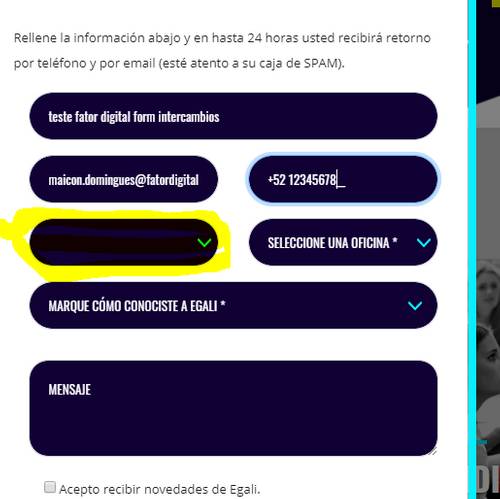 Rellene la información abajo y en hasta 24 horas usted recibirá retorno
por teléfono y por email (esté atento a su caja de SPAM).
teste fator digital form intercambios
maicon.domingues@fatordigital
+52 12345678_
SELECCIONE UNA OFICINA *
MARQUE CÓMO CONOCISTE A EGALI *
MENSAJE
Acepto recibir novedades de Egali.